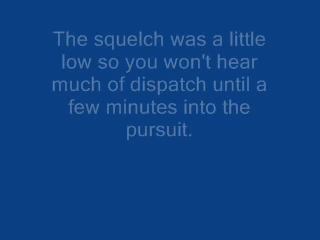 The squelch was a little
low so you won't hear
much of dispatch until a
few minutes into the
pursuit.